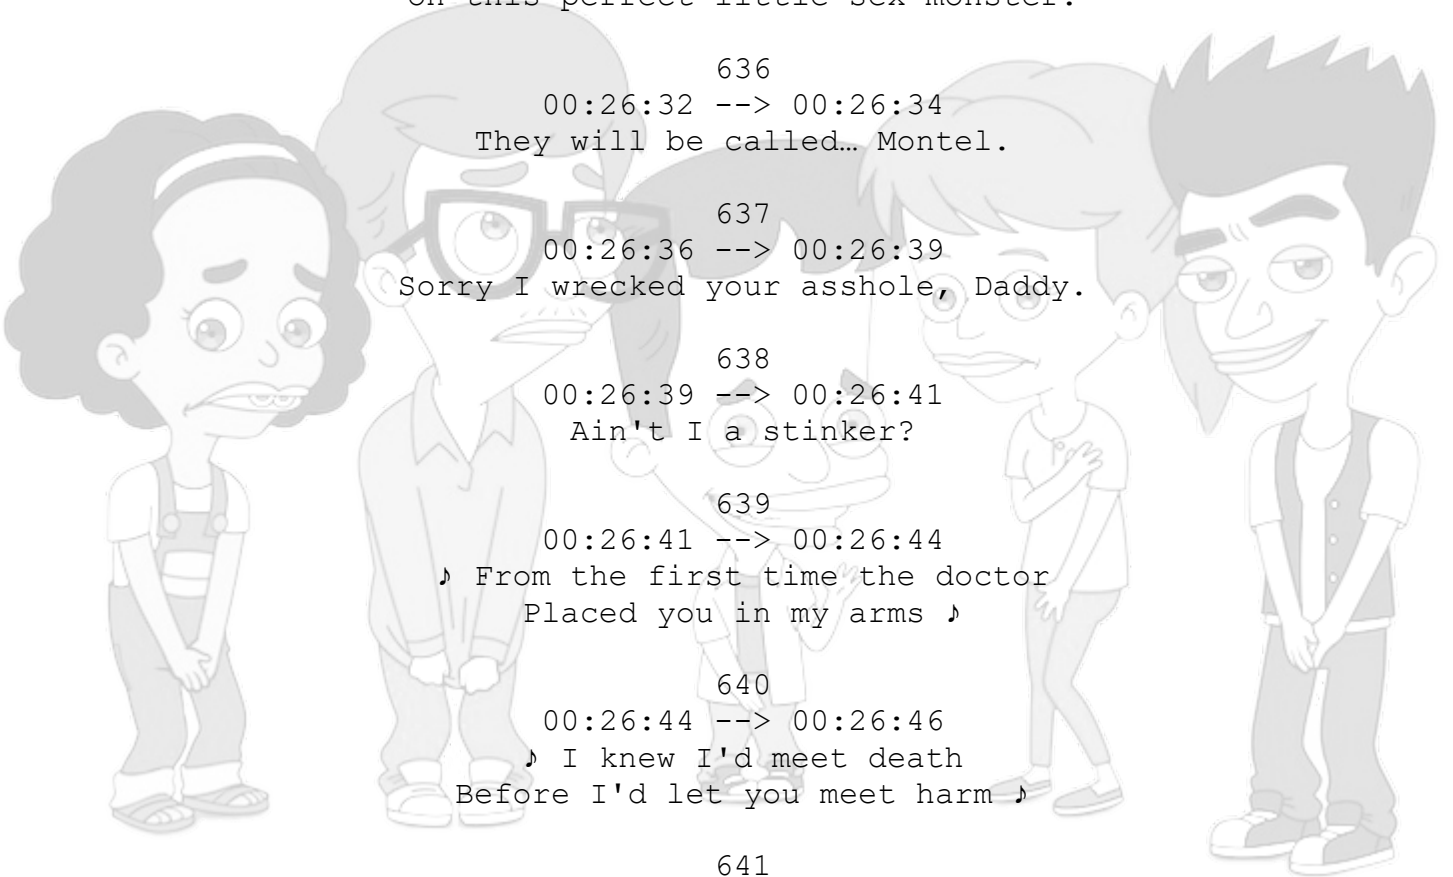 on this perfect little sex monster.
636
00:26:32 --> 00:26:34
They will be called… Montel.
637
00:26:36 --> 00:26:39
Sorry I wrecked your asshole, Daddy.
638
00:26:39 --> 00:26:41
Ain't I a stinker?
639
00:26:41 --> 00:26:44
♪ From the first time the doctor
Placed you in my arms ♪
640
00:26:44 --> 00:26:46
♪ I knew I'd meet death
Before I'd let you meet harm ♪
641